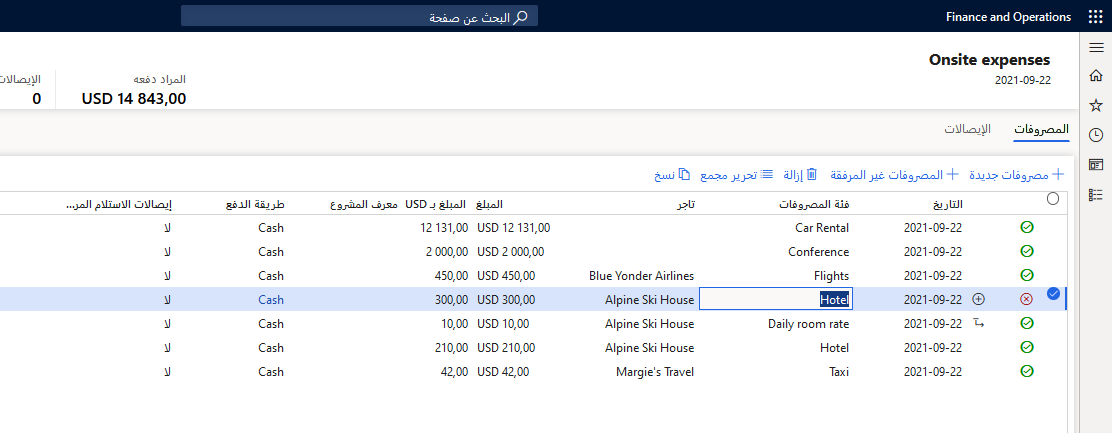 Finance and Operations
البحث عن صفحة
Onsite expenses
2021-09-22
المراد دفعه
USD 14 843,00
الإيصالات
0
المصروفات
الإيصالات
مصروفات جديدة
المصروفات غير المرفقة
إزالة
تحرير مجمع
نسخ
التاريخ فئة المصروفات تاجر المبلغ المبلغ بـ USD معرف المشروع طريقة الدفع إيصالات الاستلام المر...
2021-09-22 Car Rental USD 12 131,00 12 131,00 Cash لا
2021-09-22 Conference USD 2 000,00 2 000,00 Cash لا
2021-09-22 Flights Blue Yonder Airlines USD 450,00 450,00 Cash لا
2021-09-22 Hotel Alpine Ski House USD 300,00 300,00 Cash لا
2021-09-22 Daily room rate Alpine Ski House USD 10,00 10,00 Cash لا
2021-09-22 Hotel Alpine Ski House USD 210,00 210,00 Cash لا
2021-09-22 Taxi Margie's Travel USD 42,00 42,00 Cash لا